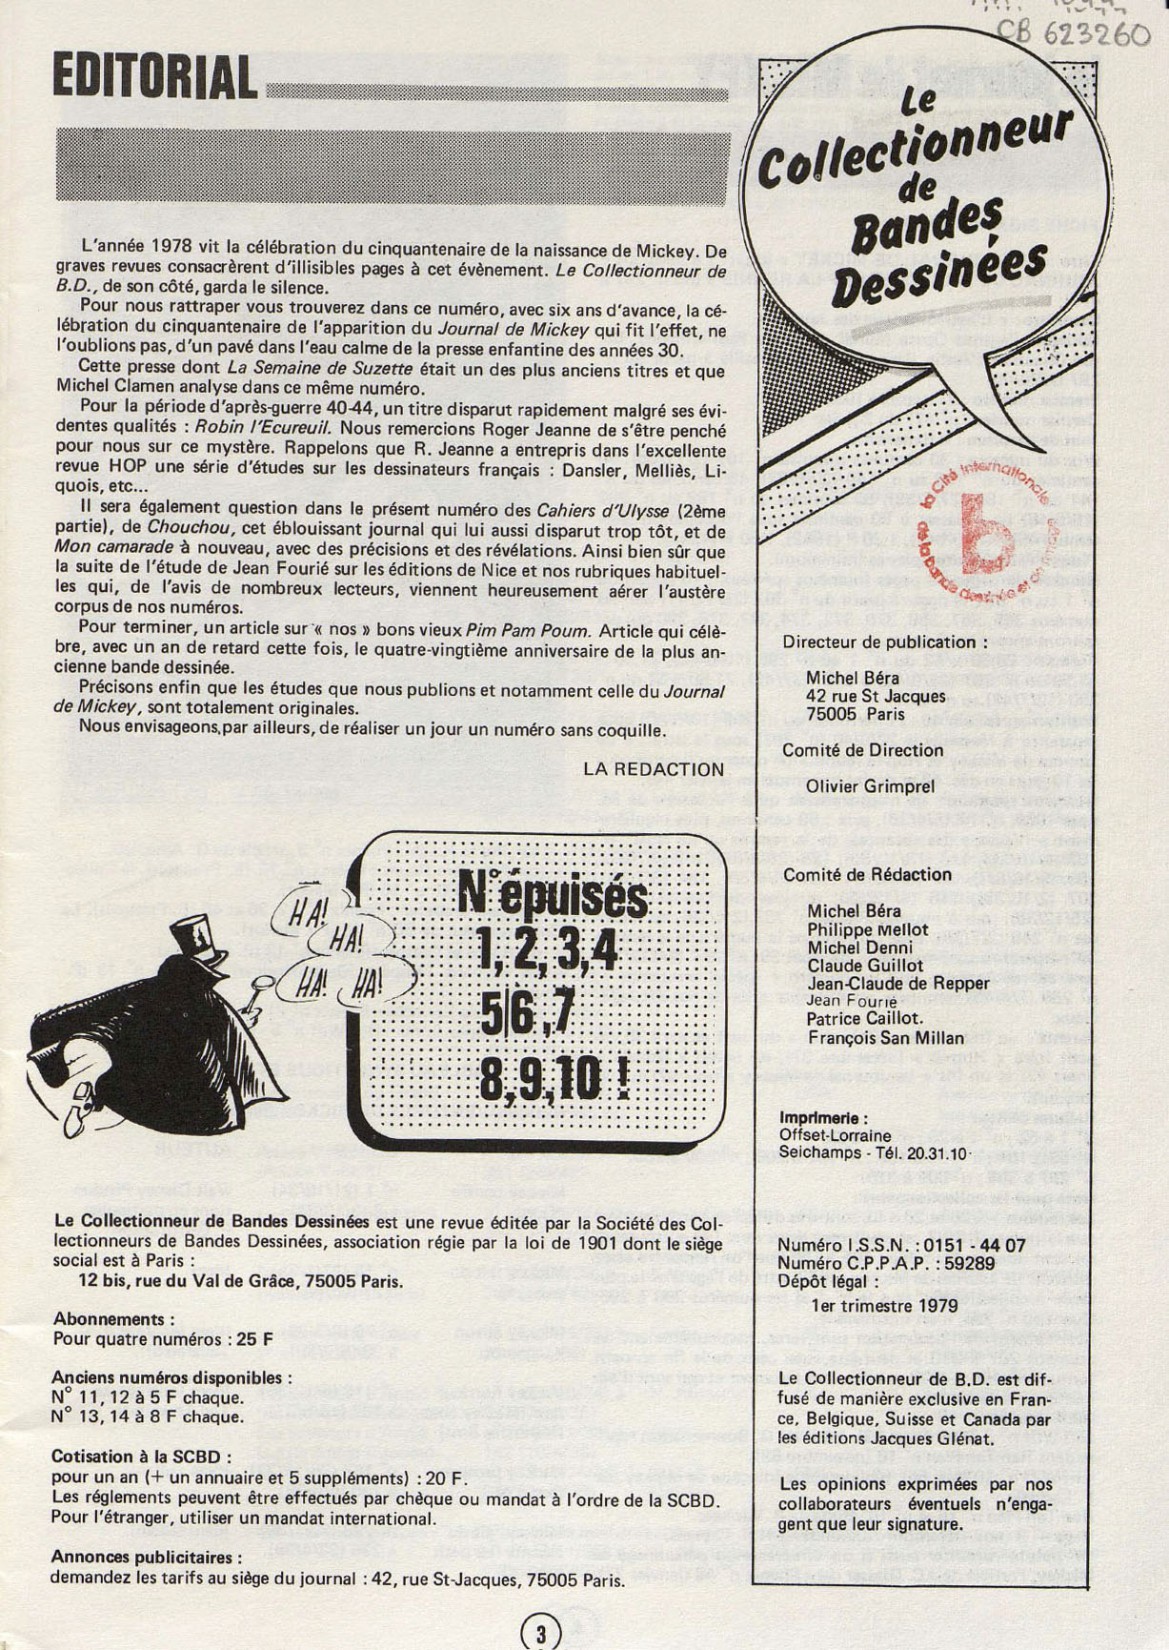 CB 623260
EDITORIAL
L'année 1978 vit la célébration du cinquantenaire de la naissance de Mickey. De
graves revues consacrèrent d'illisibles pages à cet évènement. Le Collectionneur de
B.D., de son côté, garda le silence.
Pour nous rattraper vous trouverez dans ce numéro, avec six ans d'avance, la cé-
lébration du cinquantenaire de l'apparition du Journal de Mickey qui fit l'effet, ne
l'oublions pas, d'un pavé dans l'eau calme de la presse enfantine des années 30.
Cette presse dont La Semaine de Suzette était un des plus anciens titres et que
Michel Clamen analyse dans ce même numéro.
Pour la période d'après-guerre 40-44, un titre disparut rapidement malgré ses évi-
dentes qualités : Robin l'Ecureuil. Nous remercions Roger Jeanne de s'être penché
pour nous sur ce mystère. Rappelons que R. Jeanne a entrepris dans l'excellente
revue HOP une série d'études sur les dessinateurs français : Dansler, Melliès, Li-
quois, etc...
Il sera également question dans le présent numéro des Cahiers d'Ulysse (2ème
partie), de Chouchou, cet éblouissant journal qui lui aussi disparut trop tôt, et de
Mon camarade à nouveau, avec des précisions et des révélations. Ainsi bien sûr que
la suite de l'étude de Jean Fourié sur les éditions de Nice et nos rubriques habituel-
les qui, de l'avis de nombreux lecteurs, viennent heureusement aérer l'austère
corpus de nos numéros.
Pour terminer, un article sur « nos » bons vieux Pim Pam Poum. Article qui célè-
bre, avec un an de retard cette fois, le quatre-vingtième anniversaire de la plus an-
cienne bande dessinée.
Précisons enfin que les études que nous publions et notamment celle du Journal
de Mickey, sont totalement originales.
Nous envisageons,par ailleurs, de réaliser un jour un numéro sans coquille.
LA REDACTION
HA!
HA!
HA! HA!
N° épuisés
1, 2, 3, 4
5, 6, 7
8, 9, 10 !
Le Collectionneur de Bandes Dessinées est une revue éditée par la Société des Col-
lectionneurs de Bandes Dessinées, association régie par la loi de 1901 dont le siège
social est à Paris :
12 bis, rue du Val de Grâce, 75005 Paris.
Abonnements :
Pour quatre numéros : 25 F
Anciens numéros disponibles :
N° 11, 12 à 5 F chaque.
N° 13, 14 à 8 F chaque.
Cotisation à la SCBD :
pour un an (+ un annuaire et 5 suppléments) : 20 F.
Les réglements peuvent être effectués par chèque ou mandat à l'ordre de la SCBD.
Pour l'étranger, utiliser un mandat international.
Annonces publicitaires :
demandez les tarifs au siège du journal : 42, rue St-Jacques, 75005 Paris.
Le
Collectionneur
de
Bandes
Dessinées
la Cité internationale
de la bande dessinée et de l'image
b
Directeur de publication :
Michel Béra
42 rue St Jacques
75005 Paris
Comité de Direction
Olivier Grimprel
Comité de Rédaction
Michel Béra
Philippe Mellot
Michel Denni
Claude Guillot
Jean-Claude de Repper
Jean Fourié
Patrice Caillot.
François San Millan
Imprimerie :
Offset-Lorraine
Seichamps - Tél. 20.31.10
Numéro I.S.S.N. : 0151 - 44 07
Numéro C.P.P.A.P. : 59289
Dépôt légal :
1er trimestre 1979
Le Collectionneur de B.D. est dif-
fusé de manière exclusive en Fran-
ce, Belgique, Suisse et Canada par
les éditions Jacques Glénat.
Les opinions exprimées par nos
collaborateurs éventuels n'enga-
gent que leur signature.
3